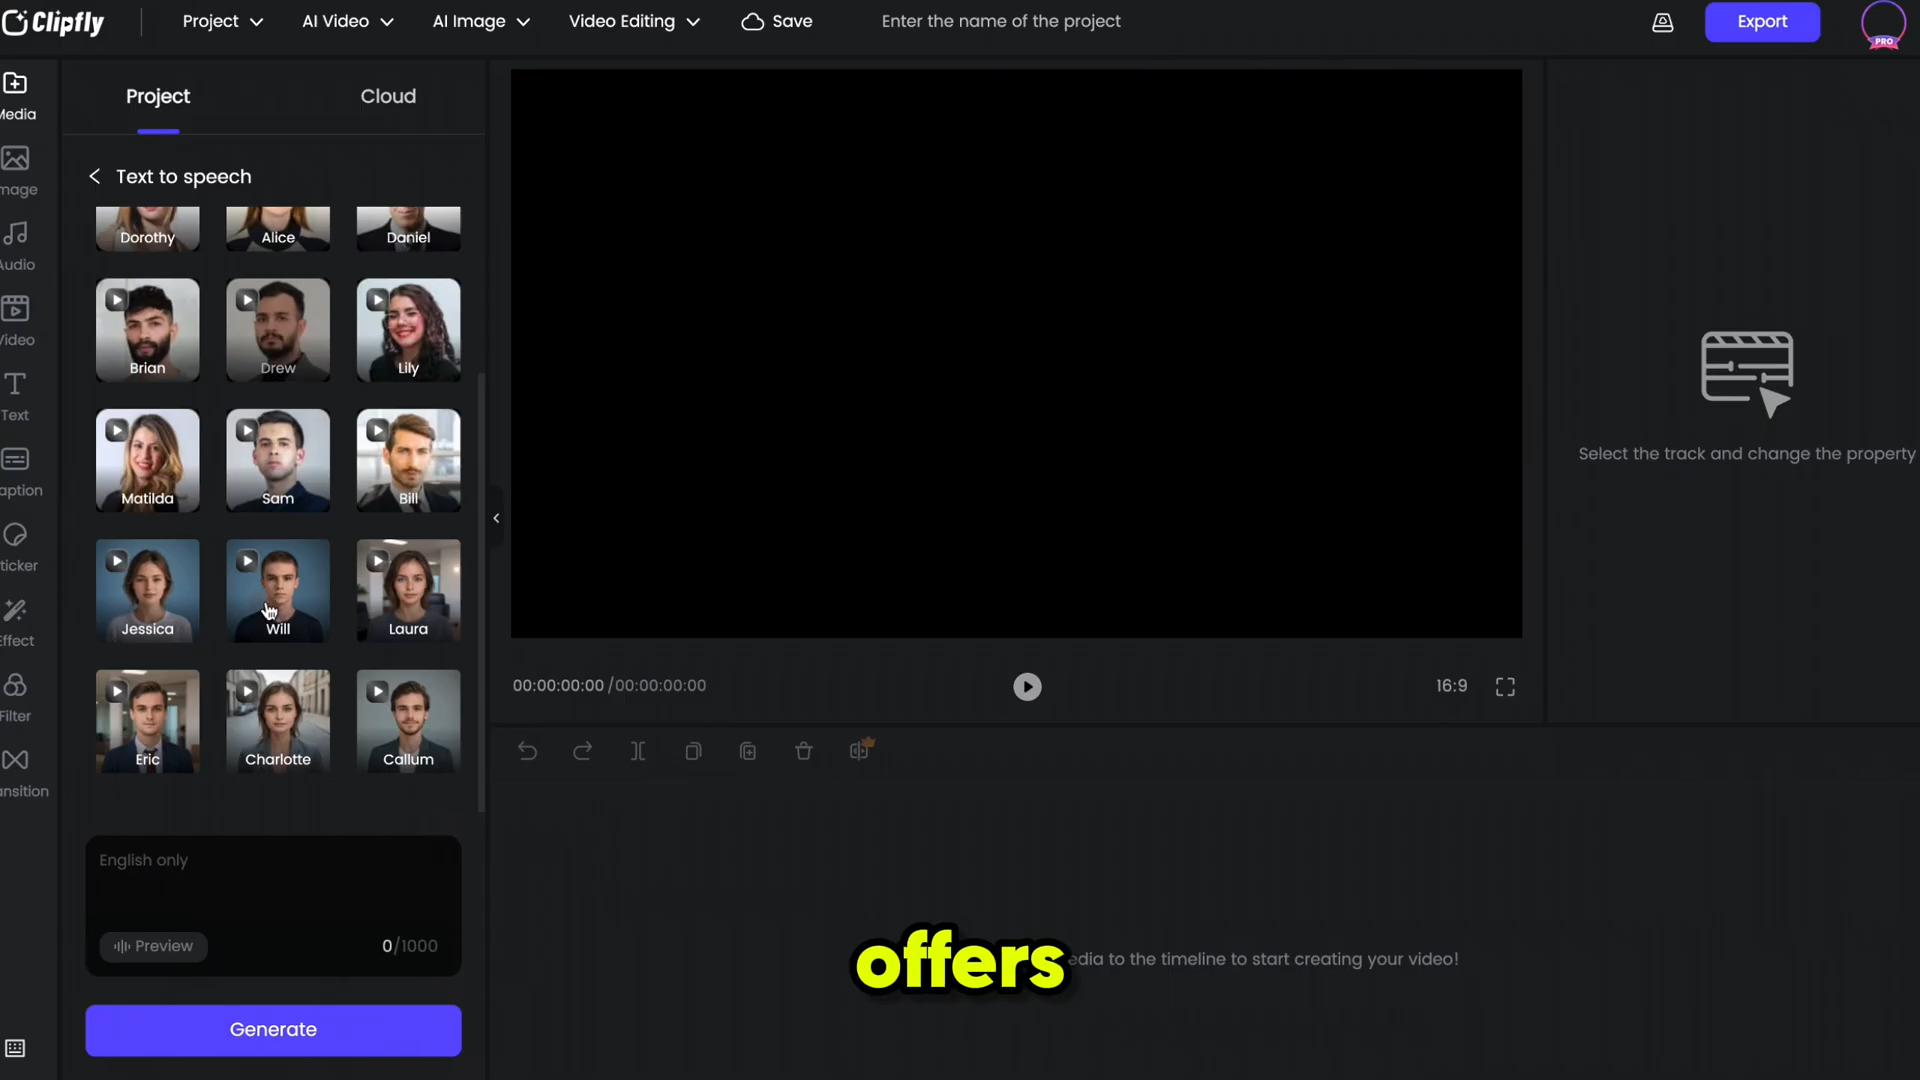 Clipfly
Project
AI Video
AI Image
Video Editing
Save
Enter the name of the project
Export
PRO
Media
Image
Audio
Video
Text
Caption
Sticker
Effect
Filter
ansition
Project
Cloud
Text to speech
Dorothy
Alice
Daniel
Brian
Drew
Lily
Matilda
Sam
Bill
Jessica
Will
Laura
Eric
Charlotte
Callum
English only
Preview
0/1000
Generate
00:00:00:00 /00:00:00:00
16:9
Select the track and change the property
offers
edia to the timeline to start creating your video!